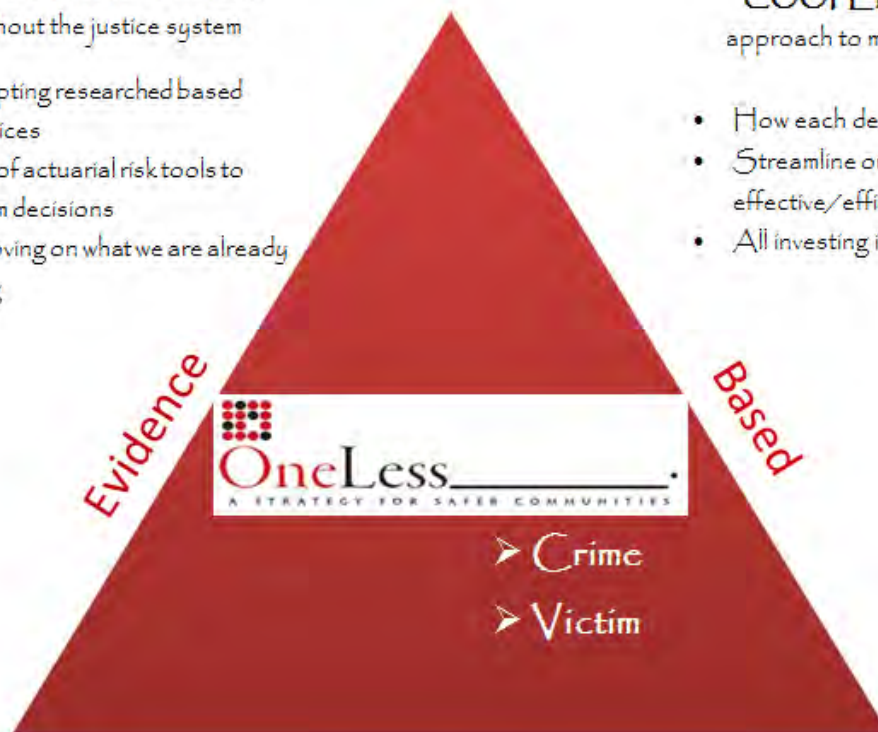 hout the justice system
pting researched based
ices
of actuarial risk tools to
m decisions
oving on what we are already
approach to m
• How each de
• Streamline o
effective/effi
• All investing i
Evidence
Based
OneLess__________.
A STRATEGY FOR SAFER COMMUNITIES
➢ Crime
➢ Victim